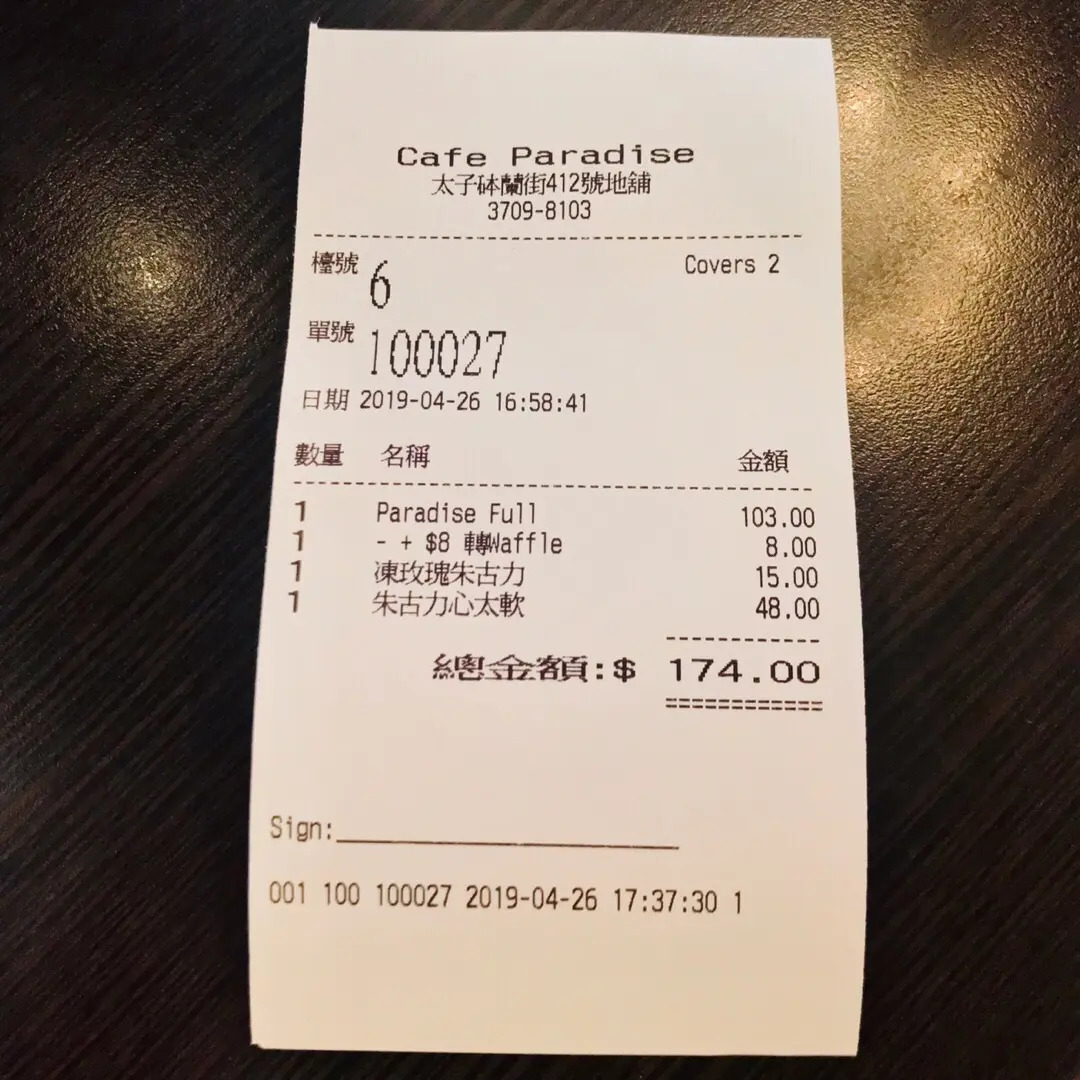 Cafe Paradise
太子砵蘭街412號地舖
3709-8103
檯號 6 Covers 2
單號 100027
日期 2019-04-26 16:58:41
數量 名稱 金額
1 Paradise Full 103.00
1 - + $8 轉Waffle 8.00
1 凍玫瑰朱古力 15.00
1 朱古力心太軟 48.00
總金額:$ 174.00
Sign:
001 100 100027 2019-04-26 17:37:30 1